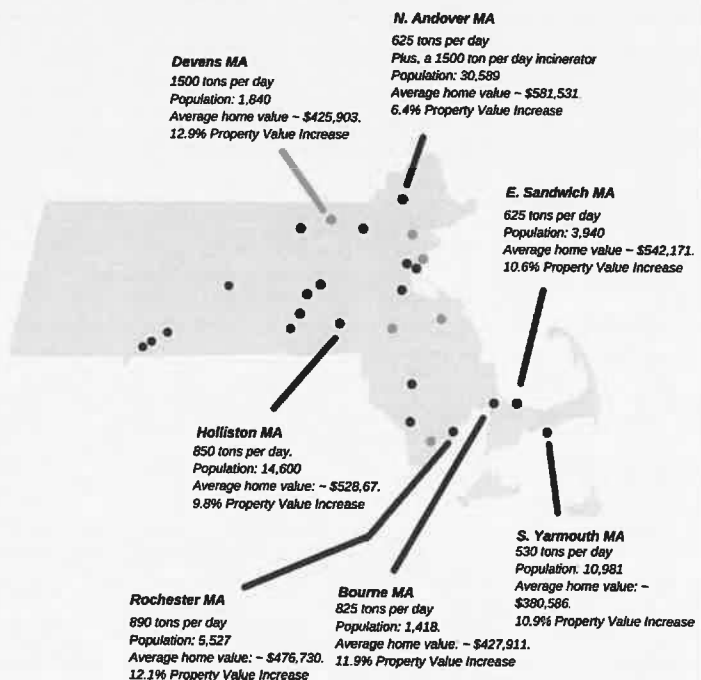 N. Andover MA
625 tons per day
Plus, a 1500 ton per day incinerator
Population: 30,589
Average home value ~ $581,531
6.4% Property Value Increase
Devens MA
1500 tons per day
Population: 1,840
Average home value ~ $425,903.
12.9% Property Value Increase
E. Sandwich MA
625 tons per day
Population: 3,940
Average home value ~ $542,171.
10.6% Property Value Increase
Holliston MA
850 tons per day.
Population: 14,600
Average home value: ~ $528,67.
9.8% Property Value Increase
S. Yarmouth MA
530 tons per day
Population: 10,981
Average home value: ~
$380,586.
10.9% Property Value Increase
Rochester MA
890 tons per day
Population: 5,527
Average home value: ~ $476,730.
12.1% Property Value Increase
Bourne MA
825 tons per day
Population: 1,418.
Average home value: ~ $427,911.
11.9% Property Value Increase